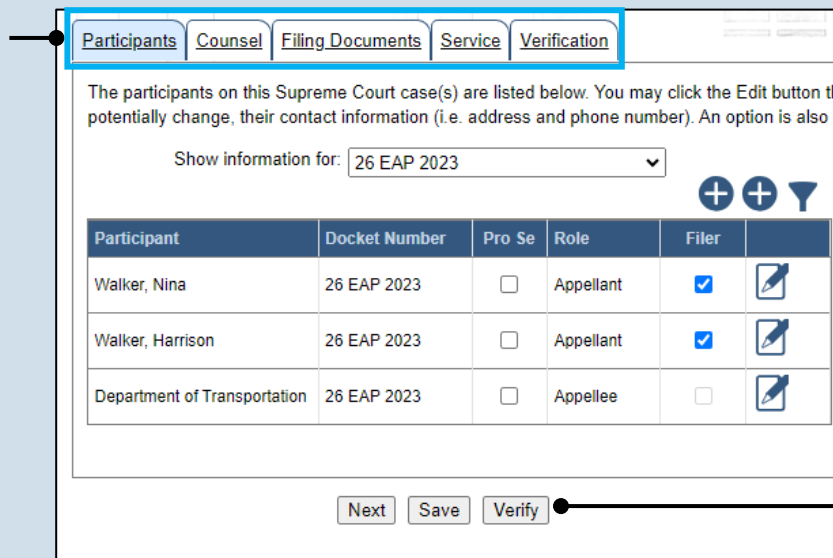 Participants Counsel Filing Documents Service Verification
The participants on this Supreme Court case(s) are listed below. You may click the Edit button
potentially change, their contact information (i.e. address and phone number). An option is also
Show information for: 26 EAP 2023
Participant Docket Number Pro Se Role Filer
Walker, Nina 26 EAP 2023 Appellant
Walker, Harrison 26 EAP 2023 Appellant
Department of Transportation 26 EAP 2023 Appellee
Next Save Verify